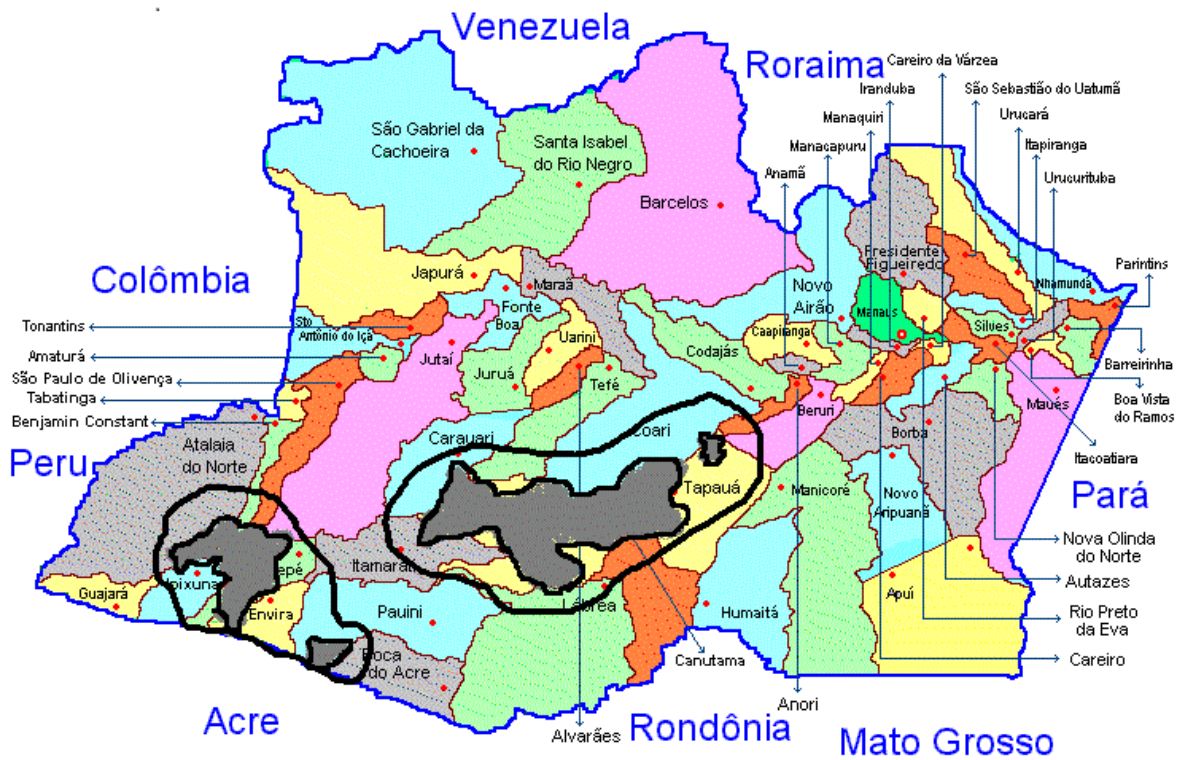 Venezuela
Roraima
Careiro da Várzea
Iranduba
São Sebastião do Uatumã
Manaquiri
Urucará
Manacapuru
Itapiranga
Anamã
Urucurituba
São Gabriel da
Cachoeira
Santa Isabel
do Rio Negro
Barcelos
Presidente
Figueiredo
Parintins
Colômbia
Japurá
Maraã
Nhamundá
Novo
Airão
Fonte
Boa
Manaus
Tonantins
Sto
Antônio do Içá
Silves
Caapiranga
Uarini
Jutaí
Codajás
Amaturá
Juruá
Tefé
Barreirinha
São Paulo de Olivença
Maués
Boa Vista
do Ramos
Tabatinga
Beruri
Benjamin Constant
Borba
Atalaia
do Norte
Carauari
Coari
Itacoatiara
Peru
Tapauá
Manicoré
Novo
Aripuanã
Pará
Nova Olinda
do Norte
Itamarati
Ipixuna
Autazes
Guajará
Envira
Pauini
Lábrea
Humaitá
Apuí
Rio Preto
da Eva
Boca
do Acre
Canutama
Careiro
Anori
Acre
Alvarães
Rondônia
Mato Grosso